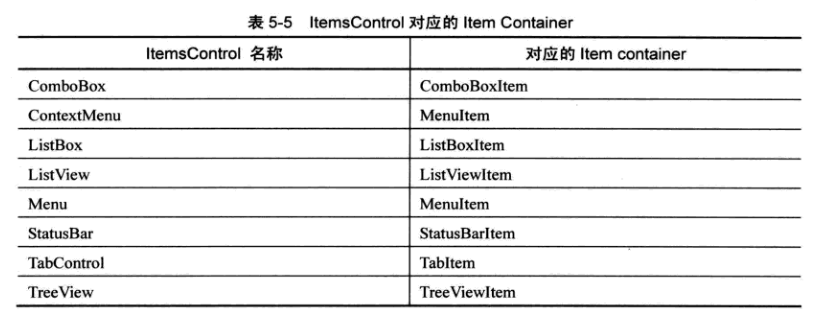 表 5-5 ItemsControl 对应的 Item Container
ItemsControl 名称 对应的 Item container
ComboBox ComboBoxItem
ContextMenu MenuItem
ListBox ListBoxItem
ListView ListViewItem
Menu MenuItem
StatusBar StatusBarItem
TabControl TabItem
TreeView TreeViewItem